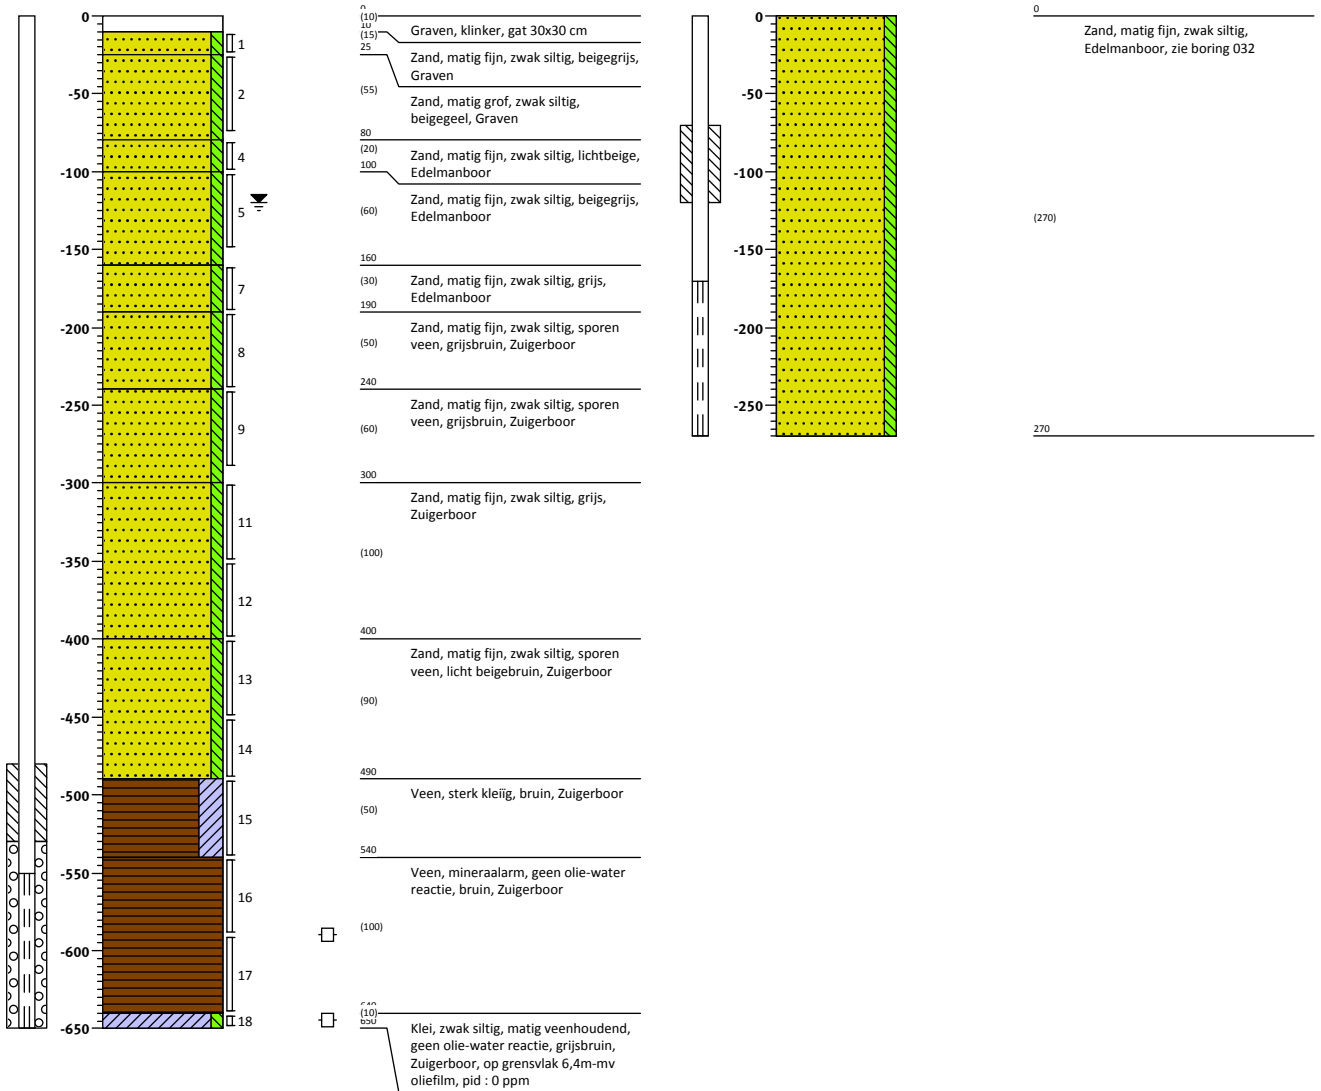 0
-50
-100
-150
-200
-250
-300
-350
-400
-450
-500
-550
-600
-650
1
2
4
5
7
8
9
11
12
13
14
15
16
17
18
0
(10)
10
Graven, klinker, gat 30x30 cm
(15)
25
Zand, matig fijn, zwak siltig, beigegrijs,
Graven
(55)
Zand, matig grof, zwak siltig,
beigegeel, Graven
80
(20)
Zand, matig fijn, zwak siltig, lichtbeige,
Edelmanboor
100
Zand, matig fijn, zwak siltig, beigegrijs,
Edelmanboor
(60)
160
(30)
Zand, matig fijn, zwak siltig, grijs,
Edelmanboor
190
Zand, matig fijn, zwak siltig, sporen
veen, grijsbruin, Zuigerboor
(50)
240
Zand, matig fijn, zwak siltig, sporen
veen, grijsbruin, Zuigerboor
(60)
300
Zand, matig fijn, zwak siltig, grijs,
Zuigerboor
(100)
400
Zand, matig fijn, zwak siltig, sporen
veen, licht beigebruin, Zuigerboor
(90)
490
Veen, sterk kleiïg, bruin, Zuigerboor
(50)
540
Veen, mineraalarm, geen olie-water
reactie, bruin, Zuigerboor
(100)
640
(10)
650
Klei, zwak siltig, matig veenhoudend,
geen olie-water reactie, grijsbruin,
Zuigerboor, op grensvlak 6,4m-mv
oliefilm, pid : 0 ppm
0
-50
-100
-150
-200
-250
0
Zand, matig fijn, zwak siltig,
Edelmanboor, zie boring 032
(270)
270